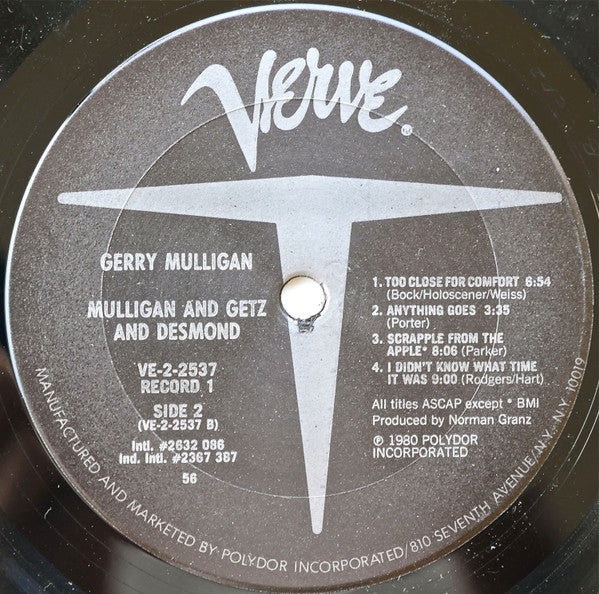 Verve
®
GERRY MULLIGAN
MULLIGAN AND GETZ
AND DESMOND
VE-2-2537
RECORD 1
SIDE 2
(VE-2-2537 B)
Intl. #2632 086
Ind. Intl. #2367 387
56
1. TOO CLOSE FOR COMFORT 6:54
(Bock/Holoscener/Weiss)
2. ANYTHING GOES 3:35
(Porter)
3. SCRAPPLE FROM THE
APPLE* 8:06 (Parker)
4. I DIDN'T KNOW WHAT TIME
IT WAS 9:00 (Rodgers/Hart)
All titles ASCAP except * BMI
Produced by Norman Granz
℗ 1980 POLYDOR
INCORPORATED
MANUFACTURED AND MARKETED BY POLYDOR INCORPORATED/810 SEVENTH AVENUE, N.Y., N.Y. 10019